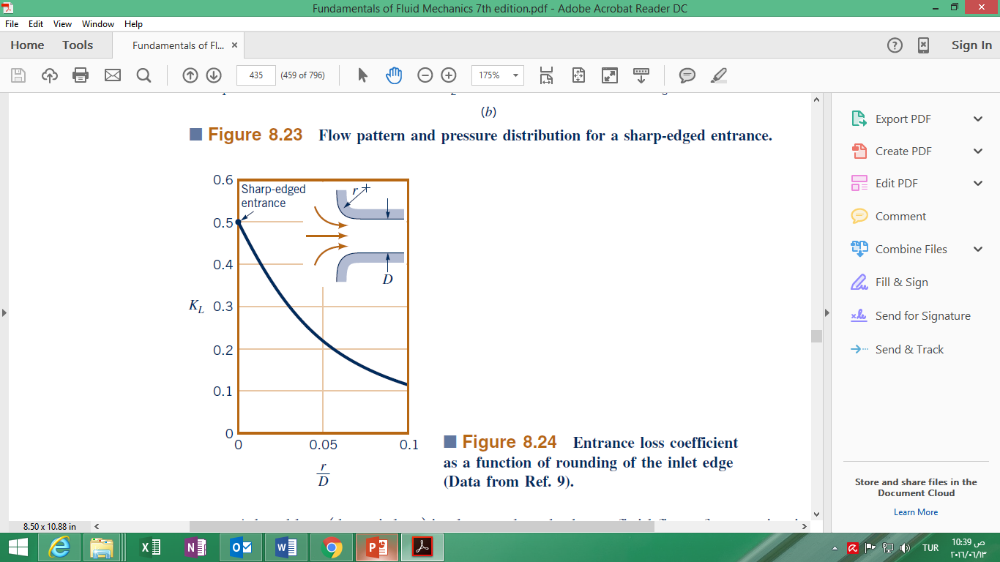 Fundamentals of Fluid Mechanics 7th edition.pdf - Adobe Acrobat Reader DC
File Edit View Window Help
Home Tools Fundamentals of Fl... × Sign In
435 (459 of 796) 175%
(b)
Figure 8.23 Flow pattern and pressure distribution for a sharp-edged entrance.
0.6
Sharp-edged
entrance
r
0.5
0.4
D
K_L 0.3
0.2
0.1
0
0 0.05 0.1
r
D
Figure 8.24 Entrance loss coefficient
as a function of rounding of the inlet edge
(Data from Ref. 9).
8.50 x 10.88 in
Export PDF
Create PDF
Edit PDF
Comment
Combine Files
Fill & Sign
Send for Signature
Send & Track
Store and share files in the
Document Cloud
Learn More
TUR
10:39 ص
٢٠١٦/٠٦/١٣